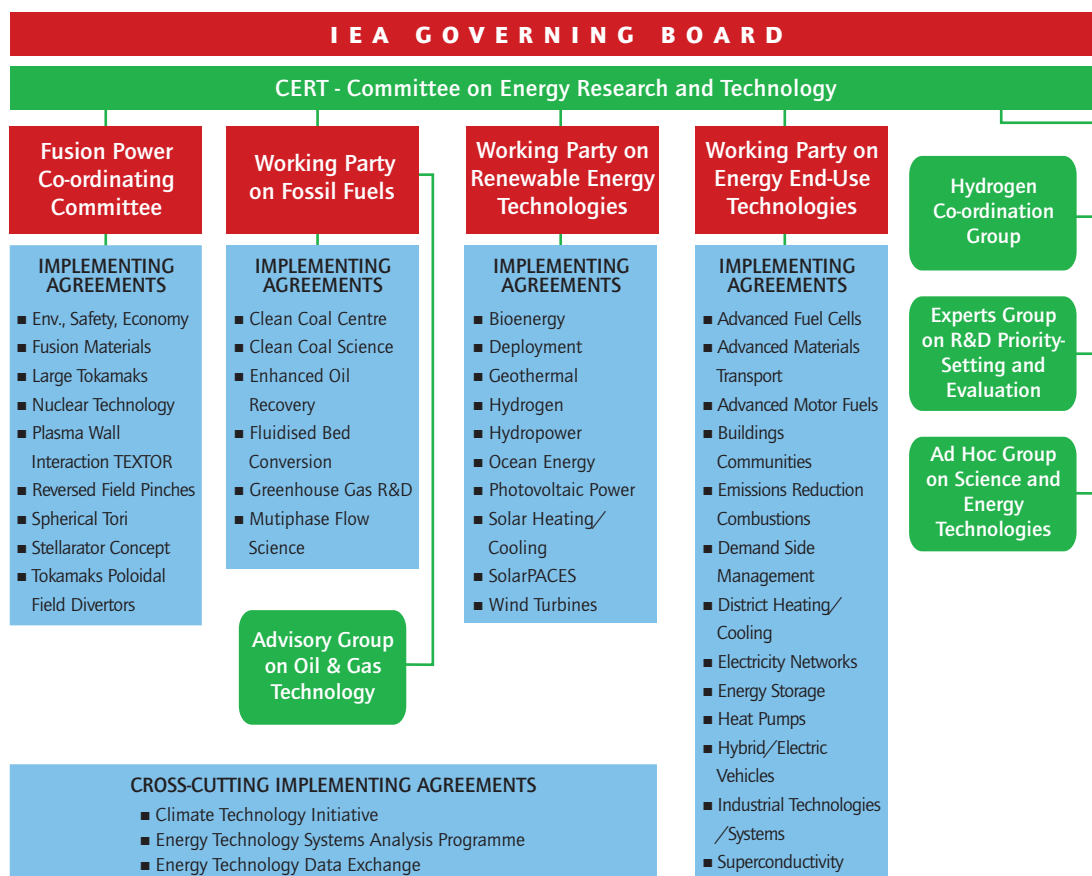 IEA GOVERNING BOARD
CERT - Committee on Energy Research and Technology
Fusion Power
Co-ordinating
Committee
IMPLEMENTING
AGREEMENTS
■ Env., Safety, Economy
■ Fusion Materials
■ Large Tokamaks
■ Nuclear Technology
■ Plasma Wall
Interaction TEXTOR
■ Reversed Field Pinches
■ Spherical Tori
■ Stellarator Concept
■ Tokamaks Poloidal
Field Divertors
Working Party
on Fossil Fuels
IMPLEMENTING
AGREEMENTS
■ Clean Coal Centre
■ Clean Coal Science
■ Enhanced Oil
Recovery
■ Fluidised Bed
Conversion
■ Greenhouse Gas R&D
■ Mutiphase Flow
Science
Advisory Group
on Oil & Gas
Technology
Working Party on
Renewable Energy
Technologies
IMPLEMENTING
AGREEMENTS
■ Bioenergy
■ Deployment
■ Geothermal
■ Hydrogen
■ Hydropower
■ Ocean Energy
■ Photovoltaic Power
■ Solar Heating/
Cooling
■ SolarPACES
■ Wind Turbines
Working Party on
Energy End-Use
Technologies
IMPLEMENTING
AGREEMENTS
■ Advanced Fuel Cells
■ Advanced Materials
Transport
■ Advanced Motor Fuels
■ Buildings
Communities
■ Emissions Reduction
Combustions
■ Demand Side
Management
■ District Heating/
Cooling
■ Electricity Networks
■ Energy Storage
■ Heat Pumps
■ Hybrid/Electric
Vehicles
■ Industrial Technologies
/Systems
■ Superconductivity
Hydrogen
Co-ordination
Group
Experts Group
on R&D Priority-
Setting and
Evaluation
Ad Hoc Group
on Science and
Energy
Technologies
CROSS-CUTTING IMPLEMENTING AGREEMENTS
■ Climate Technology Initiative
■ Energy Technology Systems Analysis Programme
■ Energy Technology Data Exchange